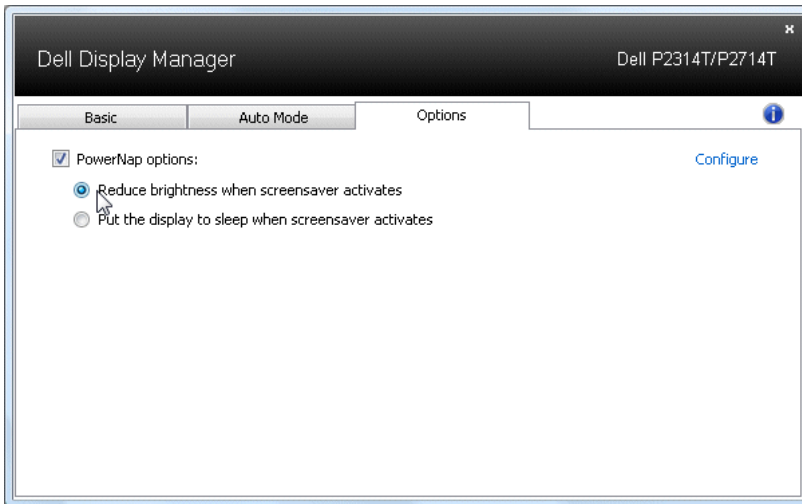 x
Dell Display Manager
Dell P2314T/P2714T
Basic
Auto Mode
Options
i
PowerNap options:
Configure
Reduce brightness when screensaver activates
Put the display to sleep when screensaver activates